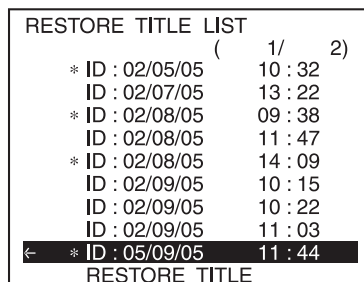 RESTORE TITLE LIST
( 1/ 2)
* ID : 02/05/05 10 : 32
ID : 02/07/05 13 : 22
* ID : 02/08/05 09 : 38
ID : 02/08/05 11 : 47
* ID : 02/08/05 14 : 09
ID : 02/09/05 10 : 15
ID : 02/09/05 10 : 22
ID : 02/09/05 11 : 03
← * ID : 05/09/05 11 : 44
RESTORE TITLE